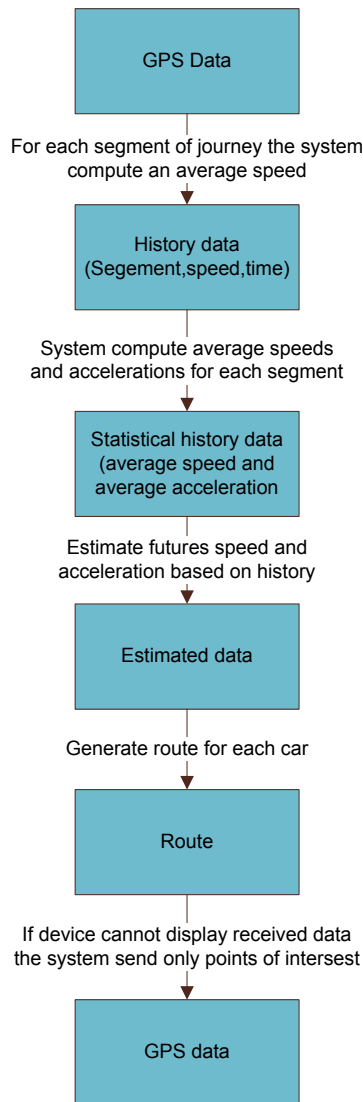 GPS Data
For each segment of journey the system
compute an average speed
History data
(Segement,speed,time)
System compute average speeds
and accelerations for each segment
Statistical history data
(average speed and
average acceleration
Estimate futures speed and
acceleration based on history
Estimated data
Generate route for each car
Route
If device cannot display received data
the system send only points of intersest
GPS data